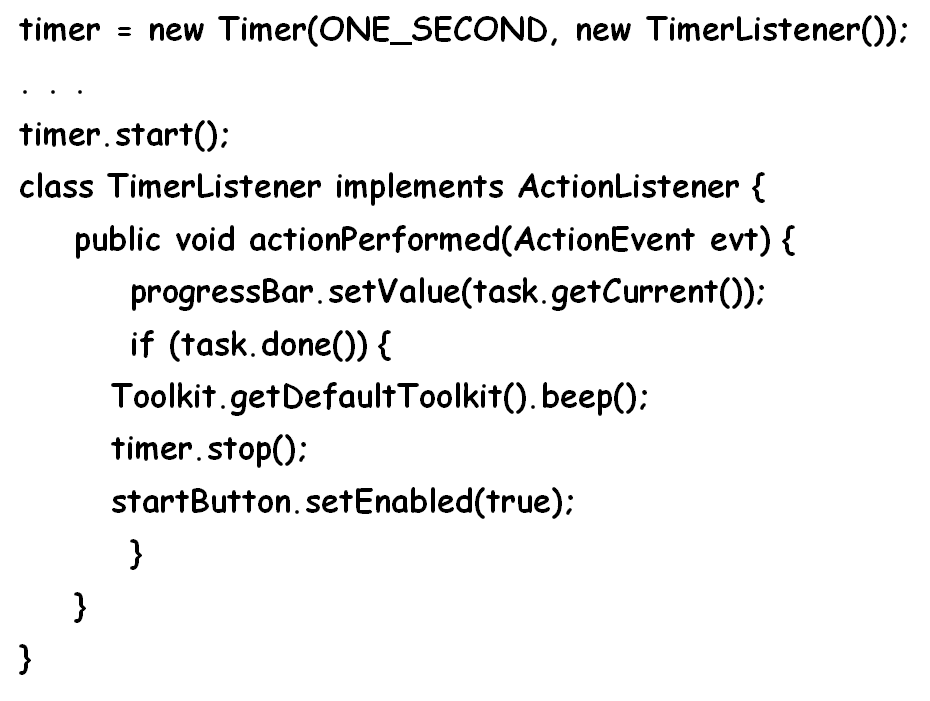 timer = new Timer(ONE_SECOND, new TimerListener());
. . .
timer.start();
class TimerListener implements ActionListener {
public void actionPerformed(ActionEvent evt) {
progressBar.setValue(task.getCurrent());
if (task.done()) {
Toolkit.getDefaultToolkit().beep();
timer.stop();
startButton.setEnabled(true);
}
}
}